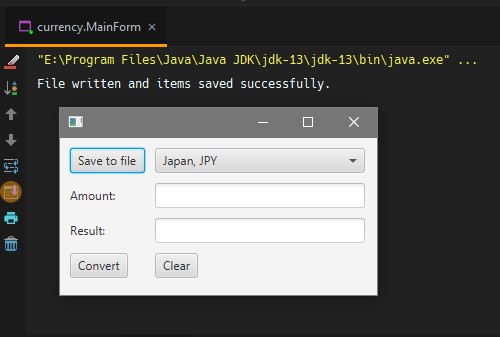 currency.MainForm
"E:\Program Files\Java\Java JDK\jdk-13\jdk-13\bin\java.exe" ...
File written and items saved successfully.
Save to file
Japan, JPY
Amount:
Result:
Convert
Clear